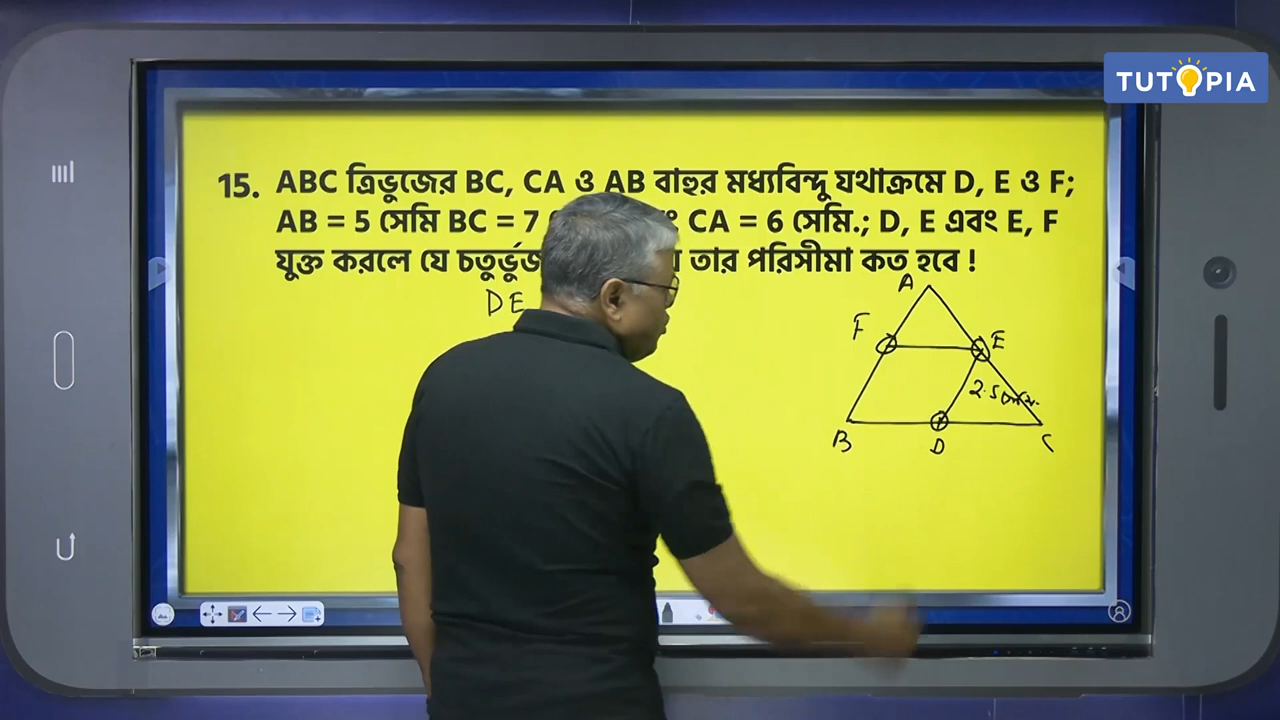 TUTOPIA
15. ABC ত্রিভুজের BC, CA ও AB বাহুর মধ্যবিন্দু যথাক্রমে D, E ও F;
AB = 5 সেমি BC = 7 CA = 6 সেমি.; D, E এবং E, F
যুক্ত করলে যে চতুর্ভুজ তার পরিসীমা কত হবে !
DE
A
F E
2.5
B D C